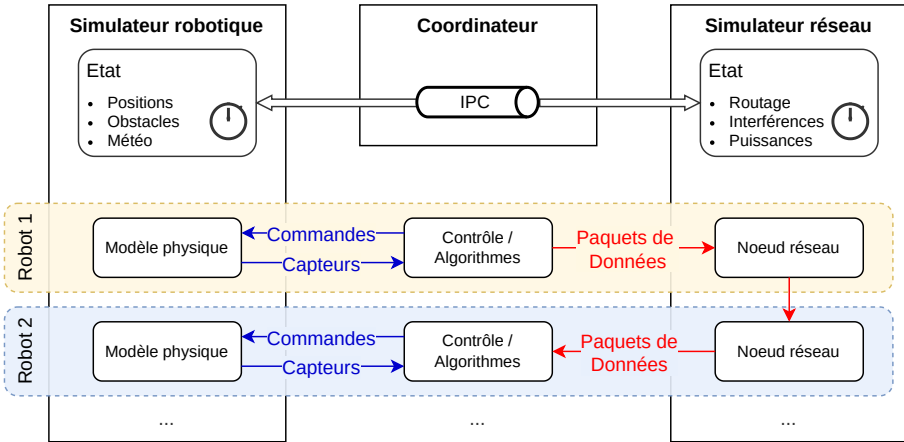 Simulateur robotique
Coordinateur
Simulateur réseau
Etat
• Positions
• Obstacles
• Météo
IPC
Etat
• Routage
• Interférences
• Puissances
Robot 1
Modèle physique
Commandes
Capteurs
Contrôle /
Algorithmes
Paquets de
Données
Noeud réseau
Robot 2
Modèle physique
Commandes
Capteurs
Contrôle /
Algorithmes
Paquets de
Données
Noeud réseau
...
...
...